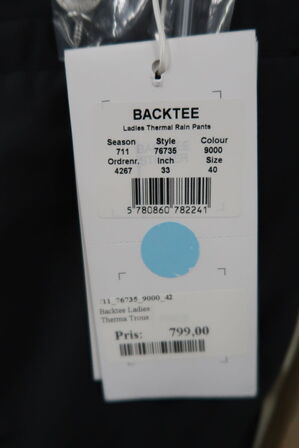 BACKTEE
Ladies Thermal Rain Pants
Season Style Colour
711 76735 9000
Ordrenr. Inch Size
4267 33 40
5 780860 782241
711_76735_9000_42
Backtee Ladies
Therma Trous
Pris: 799,00